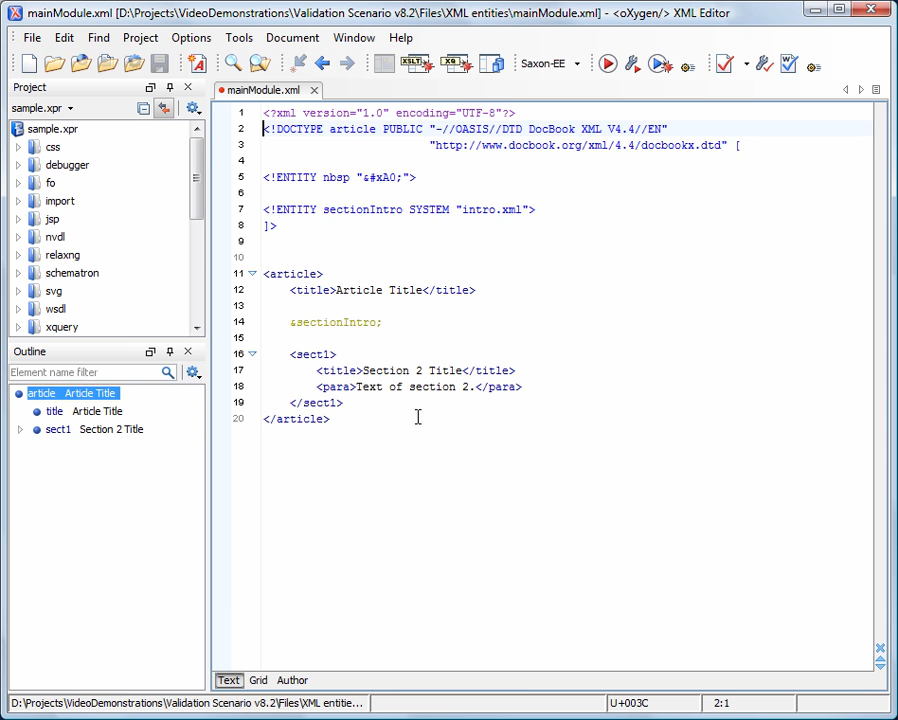 mainModule.xml [D:\Projects\VideoDemonstrations\Validation Scenario v8.2\Files\XML entities\mainModule.xml] - <oXygen/> XML Editor
File Edit Find Project Options Tools Document Window Help
XSLT XQ Saxon-EE
Project
mainModule.xml
sample.xpr
sample.xpr
css
debugger
fo
import
jsp
nvdl
relaxng
schematron
svg
wsdl
xquery
Outline
Element name filter
article Article Title
title Article Title
sect1 Section 2 Title
1 <?xml version="1.0" encoding="UTF-8"?>
2 <!DOCTYPE article PUBLIC "-//OASIS//DTD DocBook XML V4.4//EN"
3 "http://www.docbook.org/xml/4.4/docbookx.dtd" [
4
5 <!ENTITY nbsp "&#xA0;">
6
7 <!ENTITY sectionIntro SYSTEM "intro.xml">
8 ]>
9
10
11 <article>
12 <title>Article Title</title>
13
14 &sectionIntro;
15
16 <sect1>
17 <title>Section 2 Title</title>
18 <para>Text of section 2.</para>
19 </sect1>
20 </article>
Text Grid Author
D:\Projects\VideoDemonstrations\Validation Scenario v8.2\Files\XML entitie... U+003C 2:1